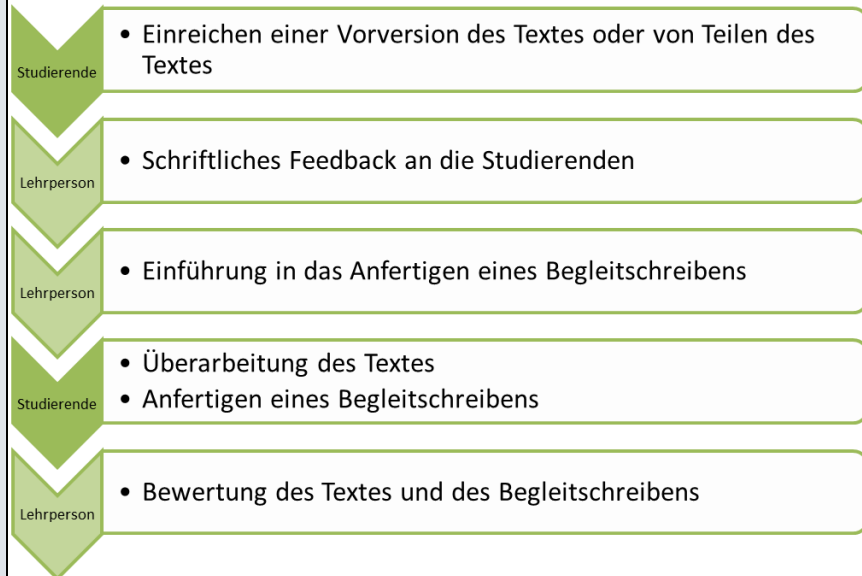 Studierende
• Einreichen einer Vorversion des Textes oder von Teilen des
Textes
Lehrperson
• Schriftliches Feedback an die Studierenden
Lehrperson
• Einführung in das Anfertigen eines Begleitschreibens
Studierende
• Überarbeitung des Textes
• Anfertigen eines Begleitschreibens
Lehrperson
• Bewertung des Textes und des Begleitschreibens